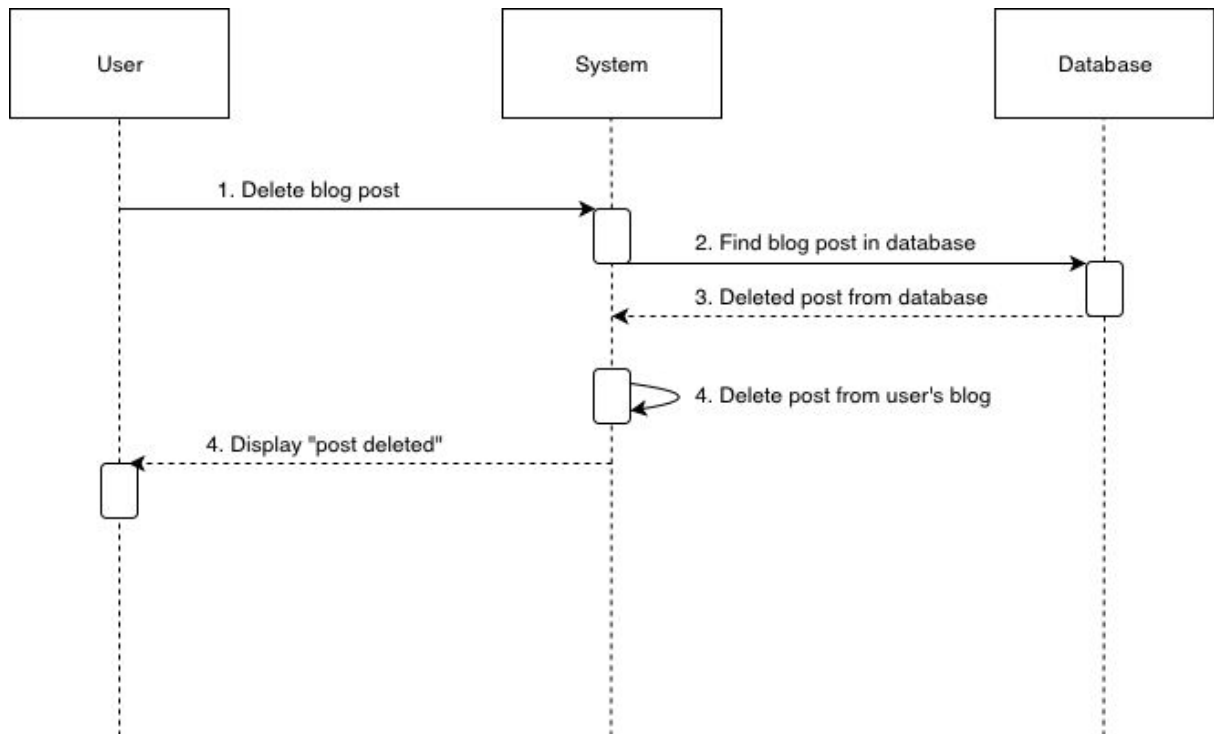 User
System
Database
1. Delete blog post
2. Find blog post in database
3. Deleted post from database
4. Delete post from user's blog
4. Display "post deleted"